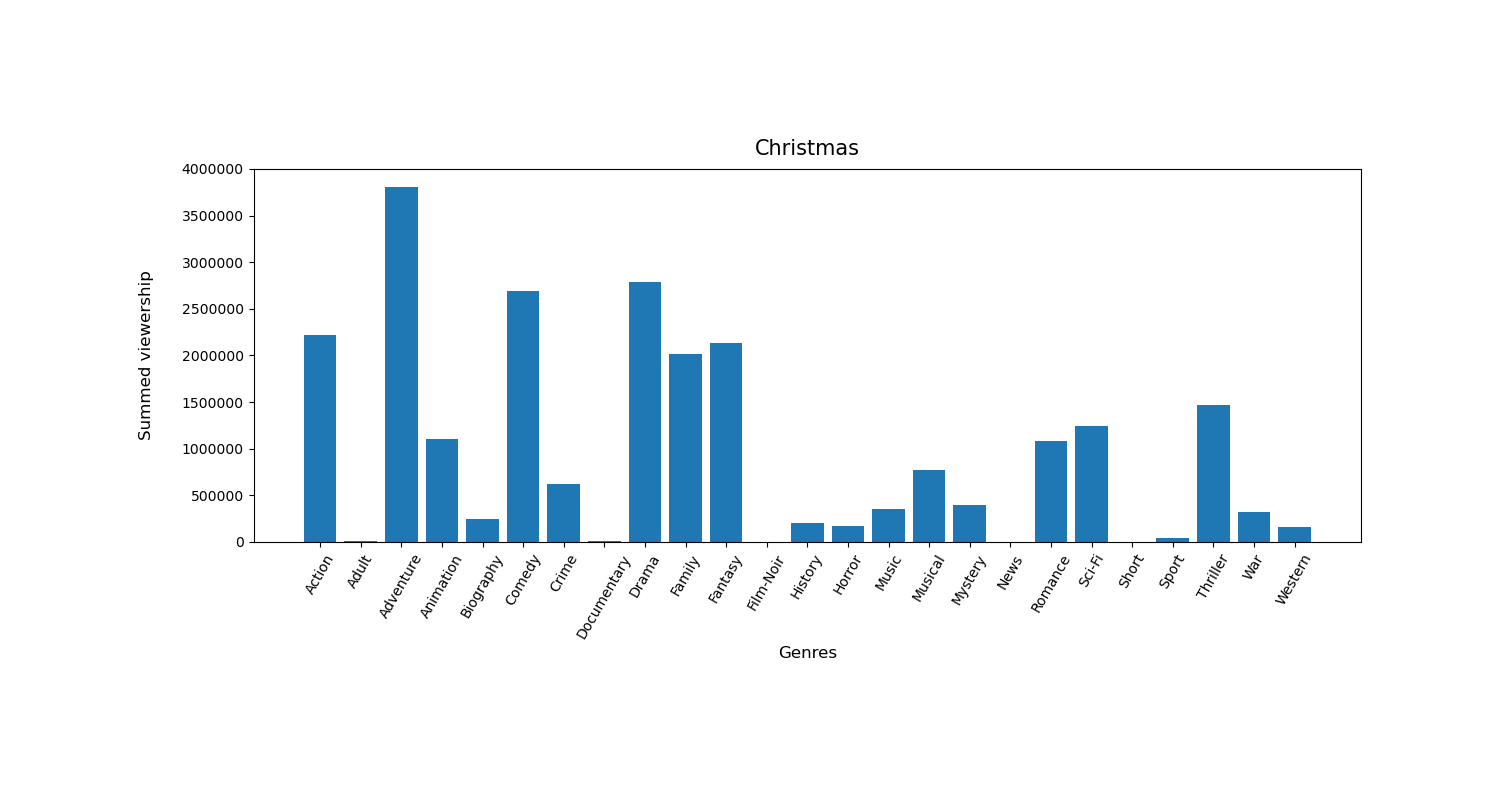 Christmas
4000000
3500000
3000000
2500000
2000000
1500000
1000000
500000
0
Summed viewership
Action
Adult
Adventure
Animation
Biography
Comedy
Crime
Documentary
Drama
Family
Fantasy
Film-Noir
History
Horror
Music
Musical
Mystery
News
Romance
Sci-Fi
Short
Sport
Thriller
War
Western
Genres